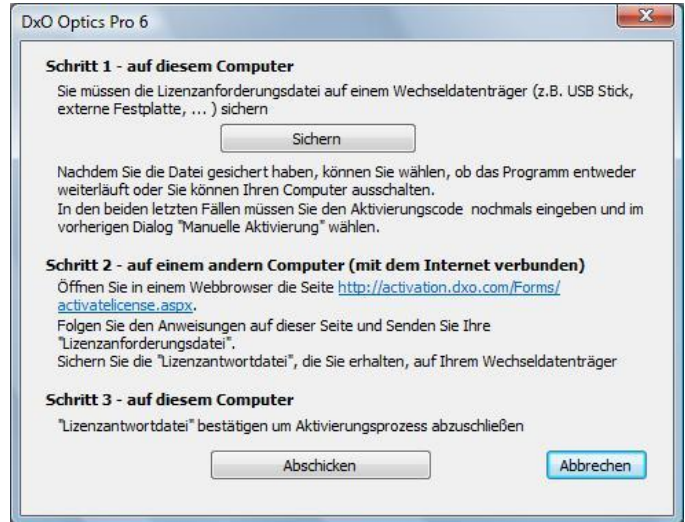 DxO Optics Pro 6
Schritt 1 - auf diesem Computer
Sie müssen die Lizenzanforderungsdatei auf einem Wechseldatenträger (z.B. USB Stick,
externe Festplatte, ... ) sichern
Sichern
Nachdem Sie die Datei gesichert haben, können Sie wählen, ob das Programm entweder
weiterläuft oder Sie können Ihren Computer ausschalten.
In den beiden letzten Fällen müssen Sie den Aktivierungscode nochmals eingeben und im
vorherigen Dialog "Manuelle Aktivierung" wählen.
Schritt 2 - auf einem andern Computer (mit dem Internet verbunden)
Öffnen Sie in einem Webbrowser die Seite http://activation.dxo.com/Forms/
activatelicense.aspx.
Folgen Sie den Anweisungen auf dieser Seite und Senden Sie Ihre
"Lizenzanforderungsdatei".
Sichern Sie die "Lizenzantwortdatei", die Sie erhalten, auf Ihrem Wechseldatenträger
Schritt 3 - auf diesem Computer
"Lizenzantwortdatei" bestätigen um Aktivierungsprozess abzuschließen
Abschicken
Abbrechen